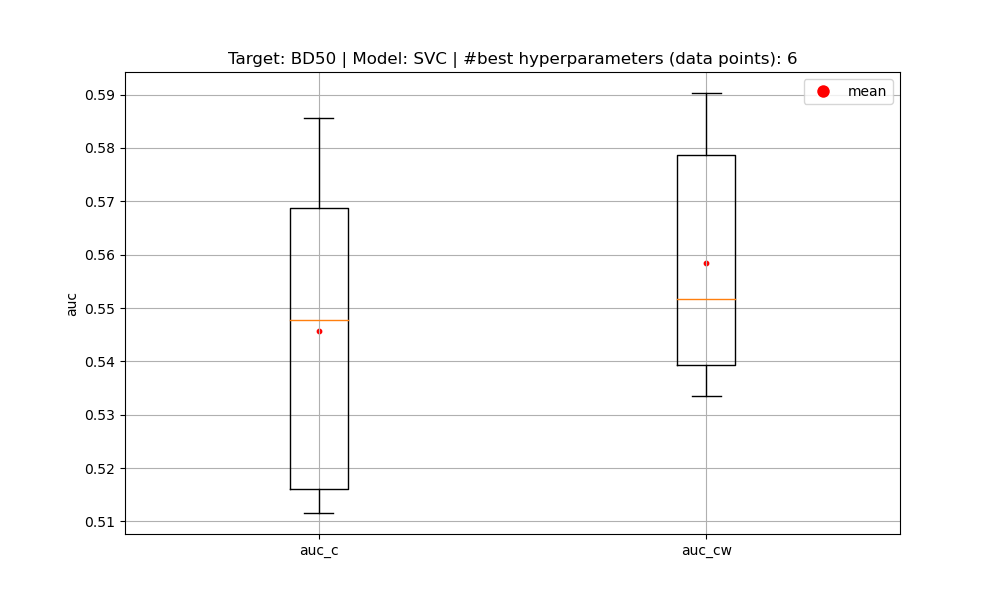 Target: BD50 | Model: SVC | #best hyperparameters (data points): 6
mean
0.59
0.58
0.57
0.56
0.55
0.54
0.53
0.52
0.51
auc
auc_c
auc_cw